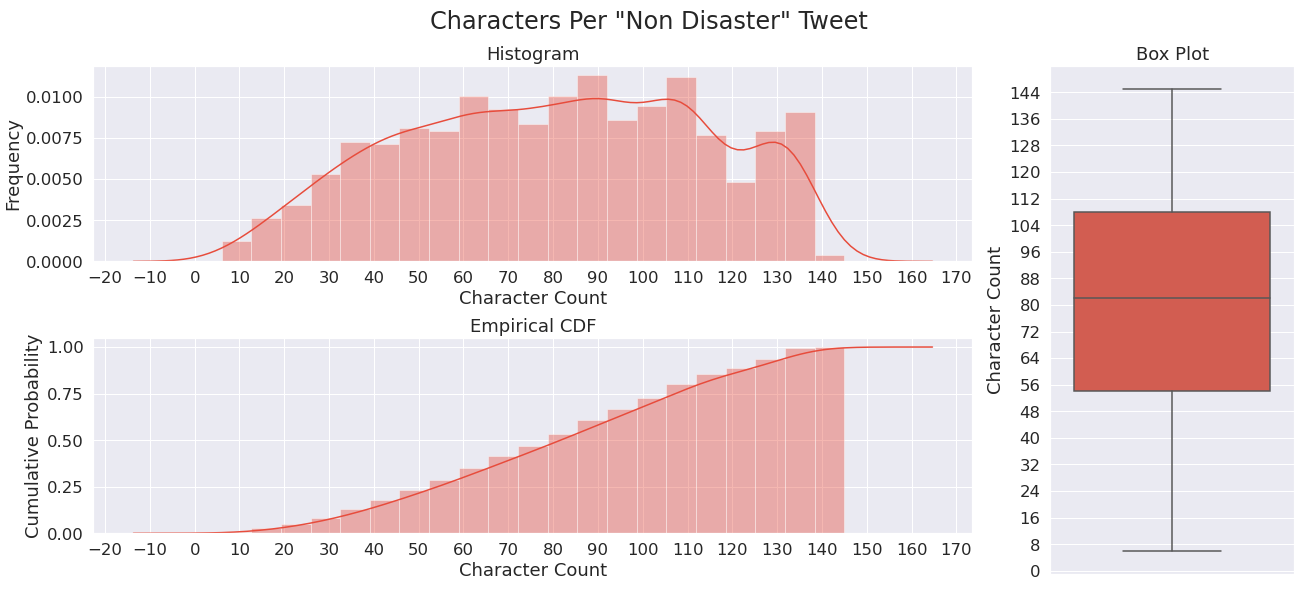 Characters Per "Non Disaster" Tweet
Histogram
Frequency
0.0100
0.0075
0.0050
0.0025
0.0000
−20 −10 0 10 20 30 40 50 60 70 80 90 100 110 120 130 140 150 160 170
Character Count
Empirical CDF
Cumulative Probability
1.00
0.75
0.50
0.25
0.00
−20 −10 0 10 20 30 40 50 60 70 80 90 100 110 120 130 140 150 160 170
Character Count
Box Plot
Character Count
144
136
128
120
112
104
96
88
80
72
64
56
48
40
32
24
16
8
0